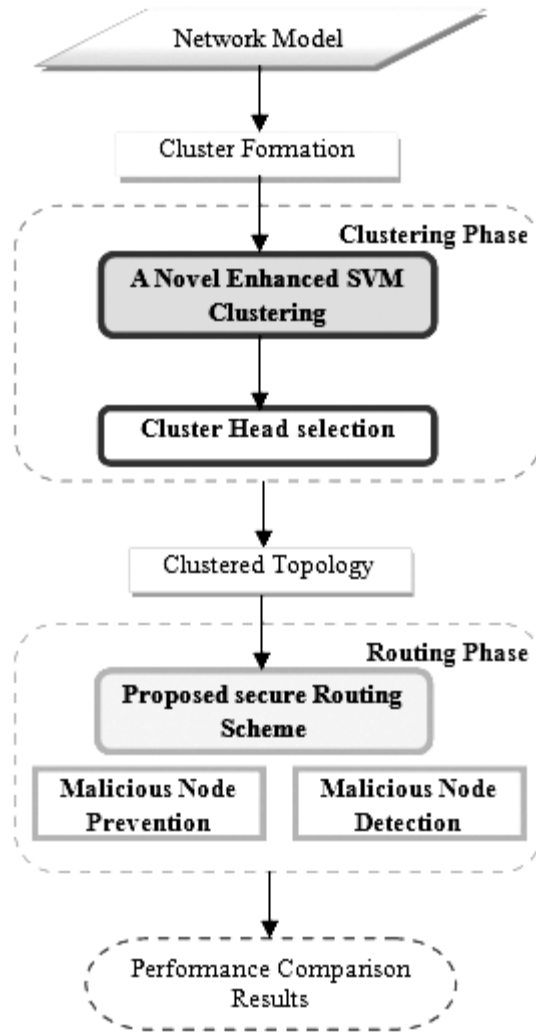 Network Model
Cluster Formation
Clustering Phase
A Novel Enhanced SVM
Clustering
Cluster Head selection
Clustered Topology
Routing Phase
Proposed secure Routing
Scheme
Malicious Node
Prevention
Malicious Node
Detection
Performance Comparison
Results